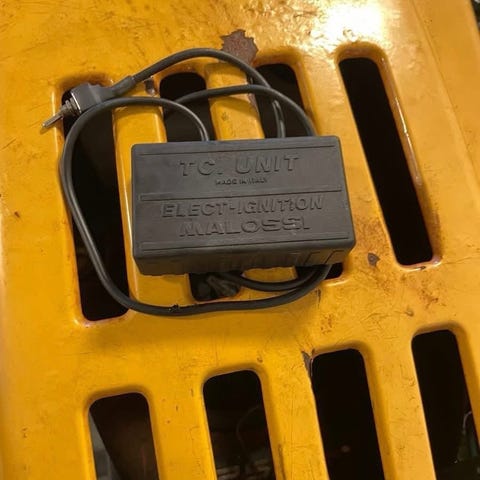 TC. UNIT
MADE IN ITALY
ELECT-IGNITION
MALOSSI